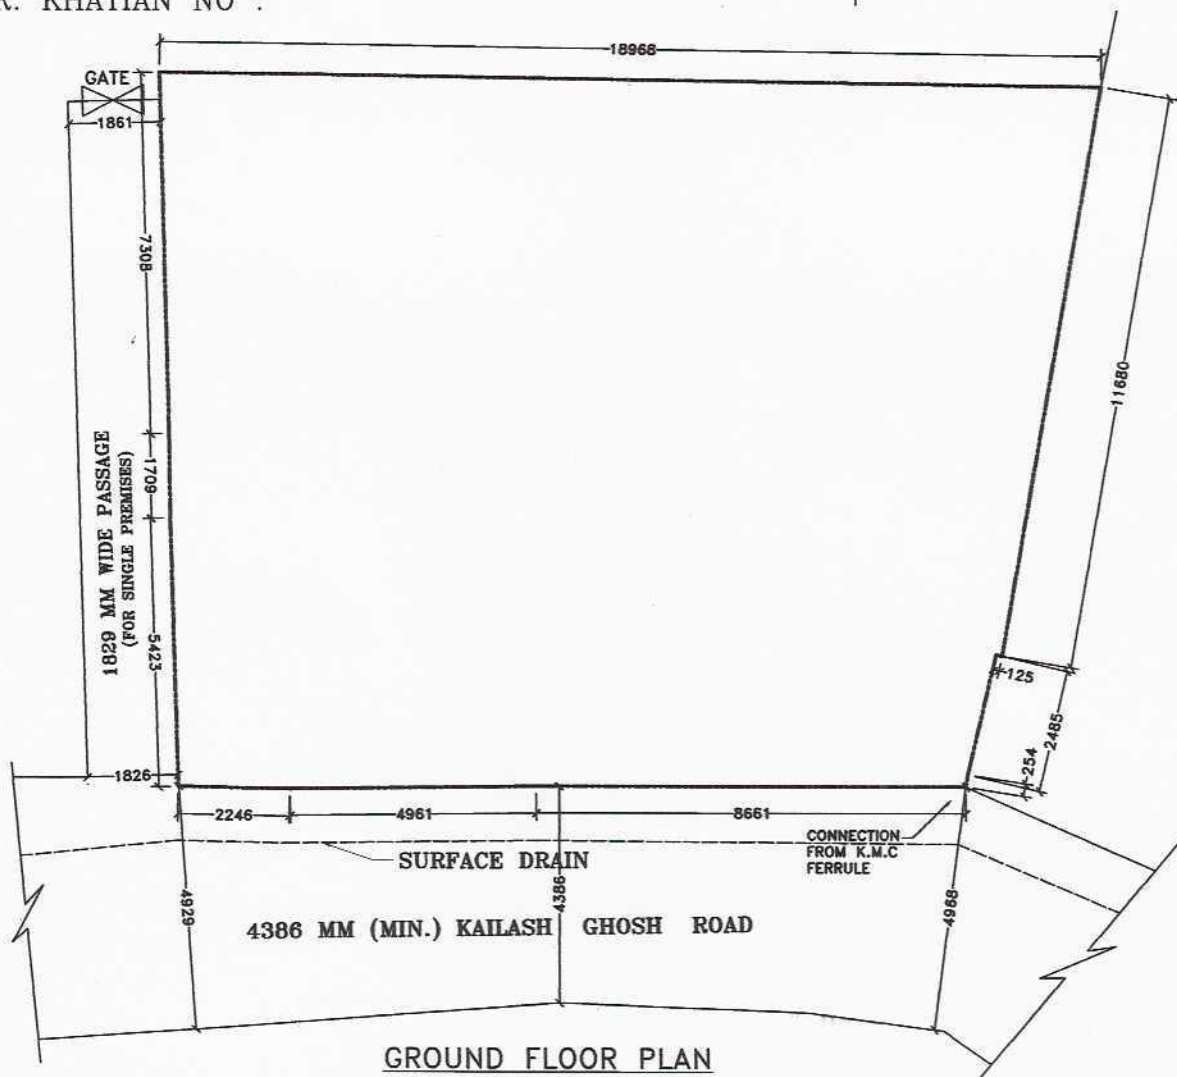 R. KHATIAN NO :
18968
GATE
1861
7308
11680
1709
1829 MM WIDE PASSAGE
(FOR SINGLE PREMISES)
5423
125
2485
254
1826
2246
4961
8661
CONNECTION
FROM K.M.C
FERRULE
SURFACE DRAIN
4929
4386
4968
4386 MM (MIN.) KAILASH GHOSH ROAD
GROUND FLOOR PLAN